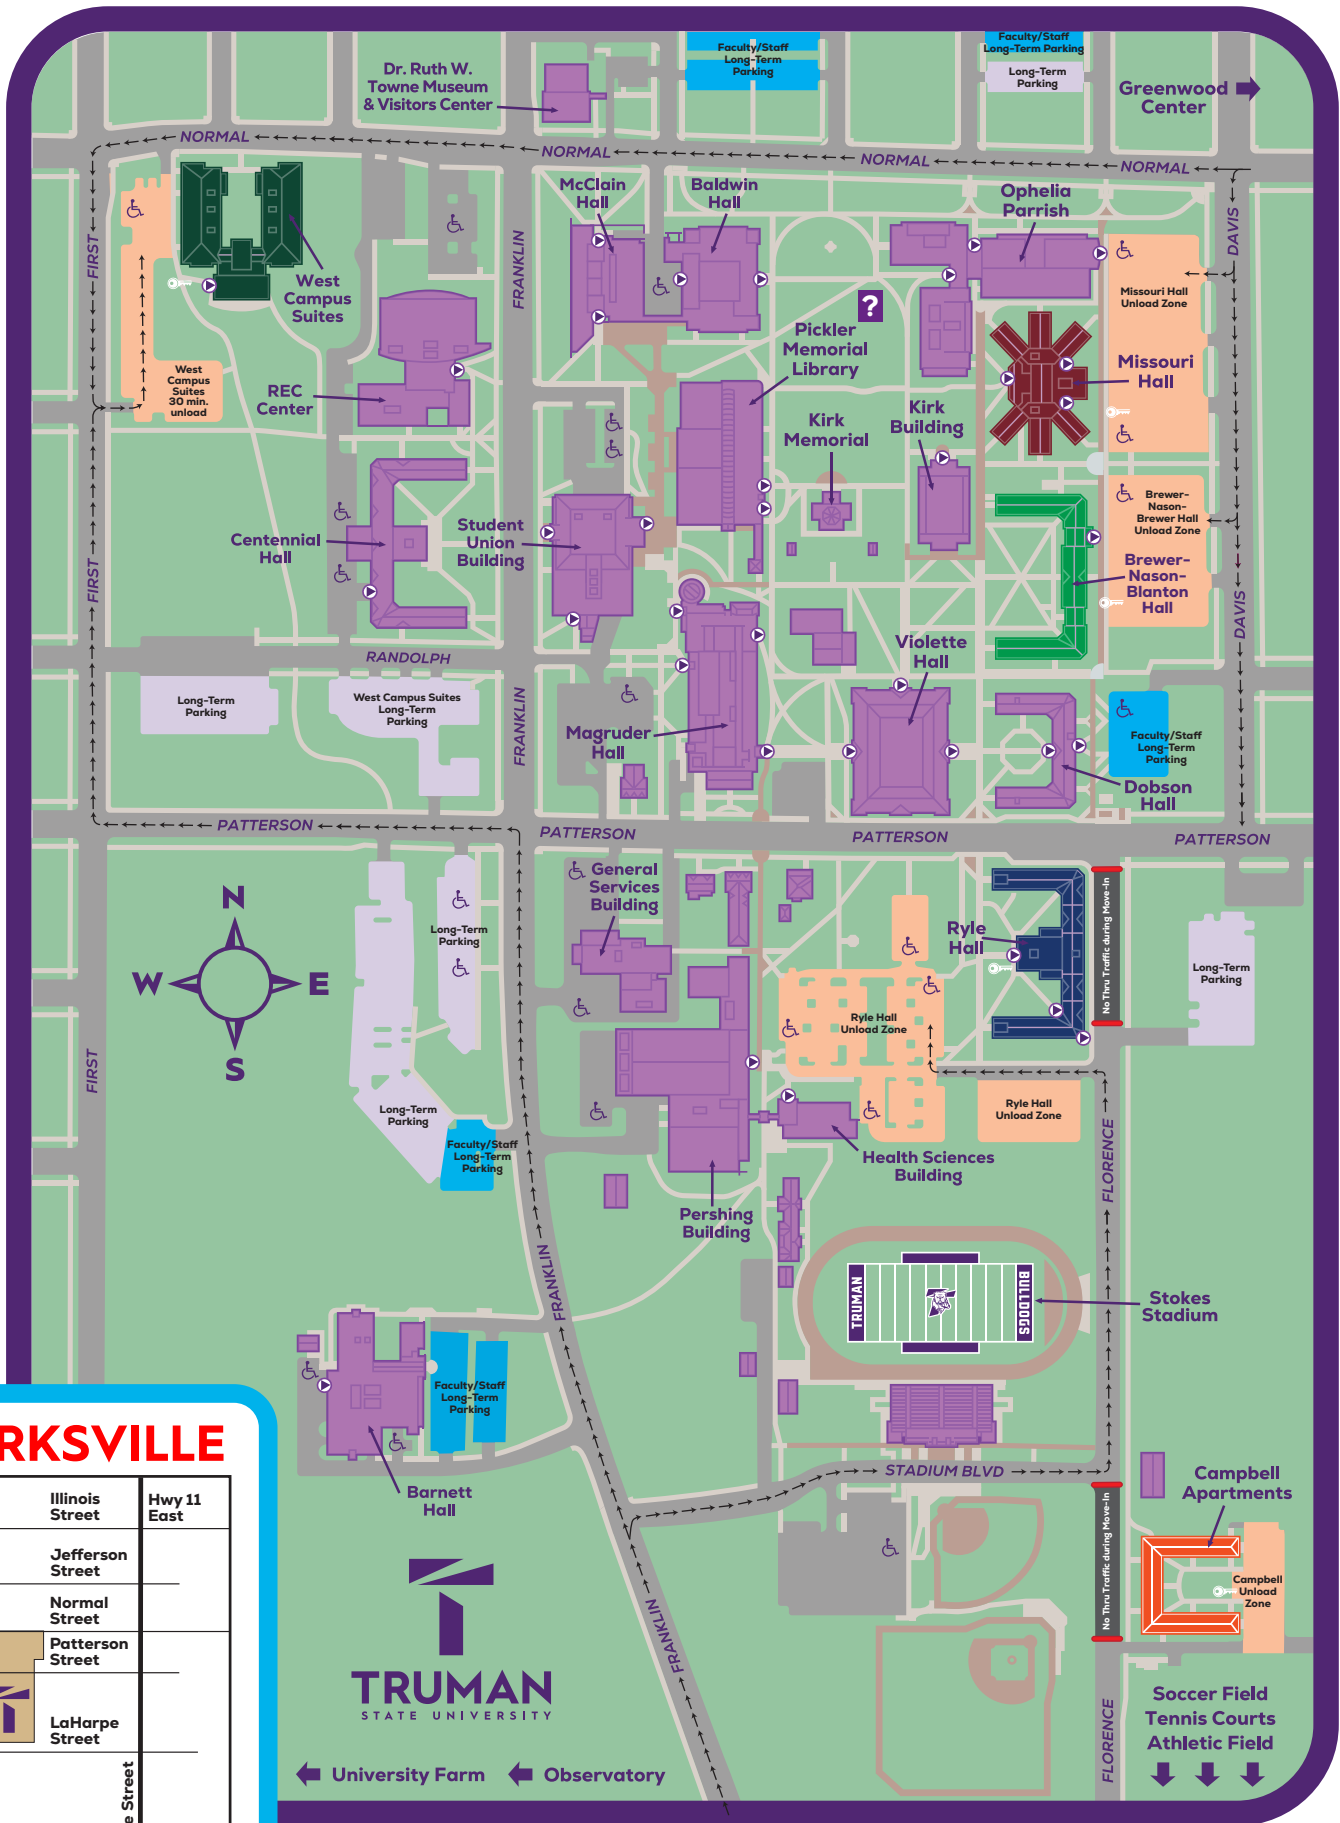 Faculty/Staff
Long-Term
Parking
Faculty/Staff
Long-Term Parking
Long-Term
Parking
Dr. Ruth W.
Towne Museum
& Visitors Center
Greenwood
Center
NORMAL
NORMAL
NORMAL
NORMAL
McClain
Hall
Baldwin
Hall
Ophelia
Parrish
FIRST
FRANKLIN
DAVIS
West
Campus
Suites
Missouri Hall
Unload Zone
?
Pickler
Memorial
Library
Missouri
Hall
West
Campus
Suites
30 min.
unload
REC
Center
Kirk
Memorial
Kirk
Building
Brewer-
Nason-
Brewer Hall
Unload Zone
Centennial
Hall
Student
Union
Building
Brewer-
Nason-
Blanton
Hall
FIRST
DAVIS
RANDOLPH
Violette
Hall
Long-Term
Parking
West Campus Suites
Long-Term
Parking
FRANKLIN
Magruder
Hall
Faculty/Staff
Long-Term
Parking
Dobson
Hall
PATTERSON
PATTERSON
PATTERSON
PATTERSON
General
Services
Building
N
W
E
S
Long-Term
Parking
Ryle
Hall
No Thru Traffic during Move-In
Long-Term
Parking
Ryle Hall
Unload Zone
FIRST
Long-Term
Parking
Ryle Hall
Unload Zone
Faculty/Staff
Long-Term
Parking
Health Sciences
Building
FLORENCE
Pershing
Building
FRANKLIN
TRUMAN
BULLDOGS
Stokes
Stadium
Faculty/Staff
Long-Term
Parking
STADIUM BLVD
Barnett
Hall
Campbell
Apartments
No Thru Traffic during Move-In
Campbell
Unload
Zone
FRANKLIN
TRUMAN
STATE UNIVERSITY
Soccer Field
Tennis Courts
Athletic Field
FLORENCE
University Farm
Observatory
RKSVILLE
Illinois
Street
Hwy 11
East
Jefferson
Street
Normal
Street
Patterson
Street
LaHarpe
Street
e Street